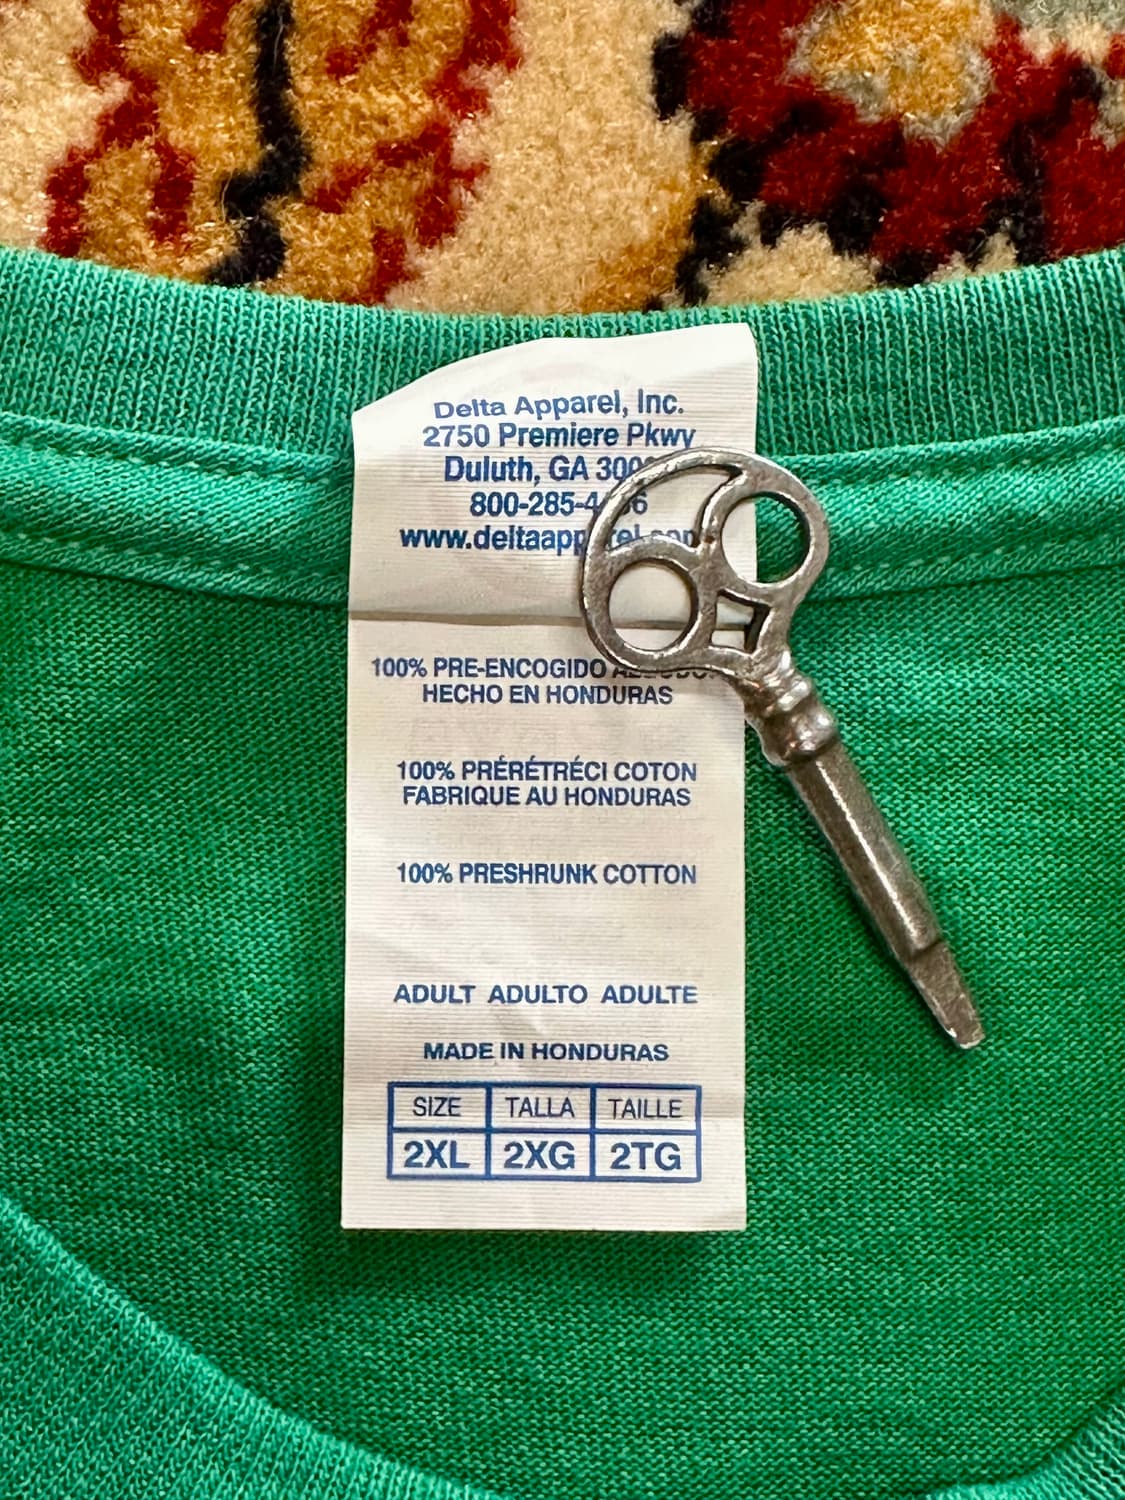 Delta Apparel, Inc.
2750 Premiere Pkwy
Duluth, GA
100% PRE-ENCOGIDO
HECHO EN HONDURAS
100% PRÉRÉTRÉCI COTON
FABRIQUE AU HONDURAS
100% PRESHRUNK COTTON
ADULT ADULTO ADULTE
MADE IN HONDURAS
SIZE TALLA TAILLE
2XL 2XG 2TG